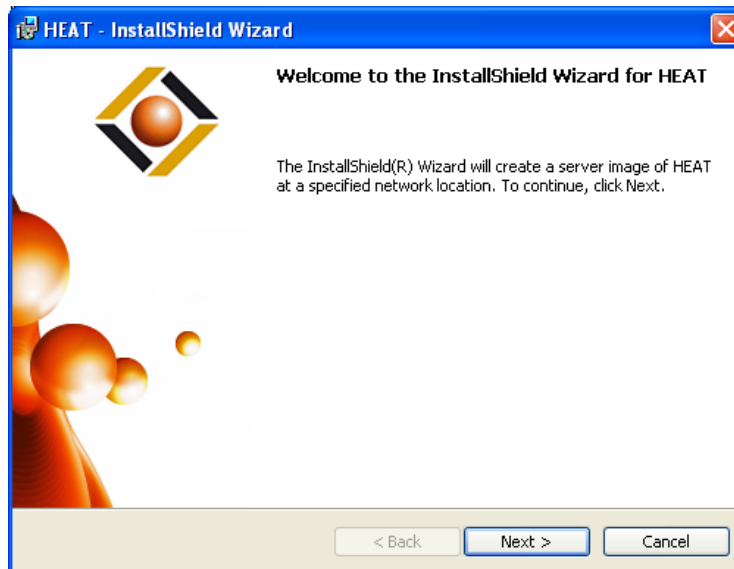 HEAT - InstallShield Wizard
Welcome to the InstallShield Wizard for HEAT
The InstallShield(R) Wizard will create a server image of HEAT
at a specified network location. To continue, click Next.
< Back
Next >
Cancel